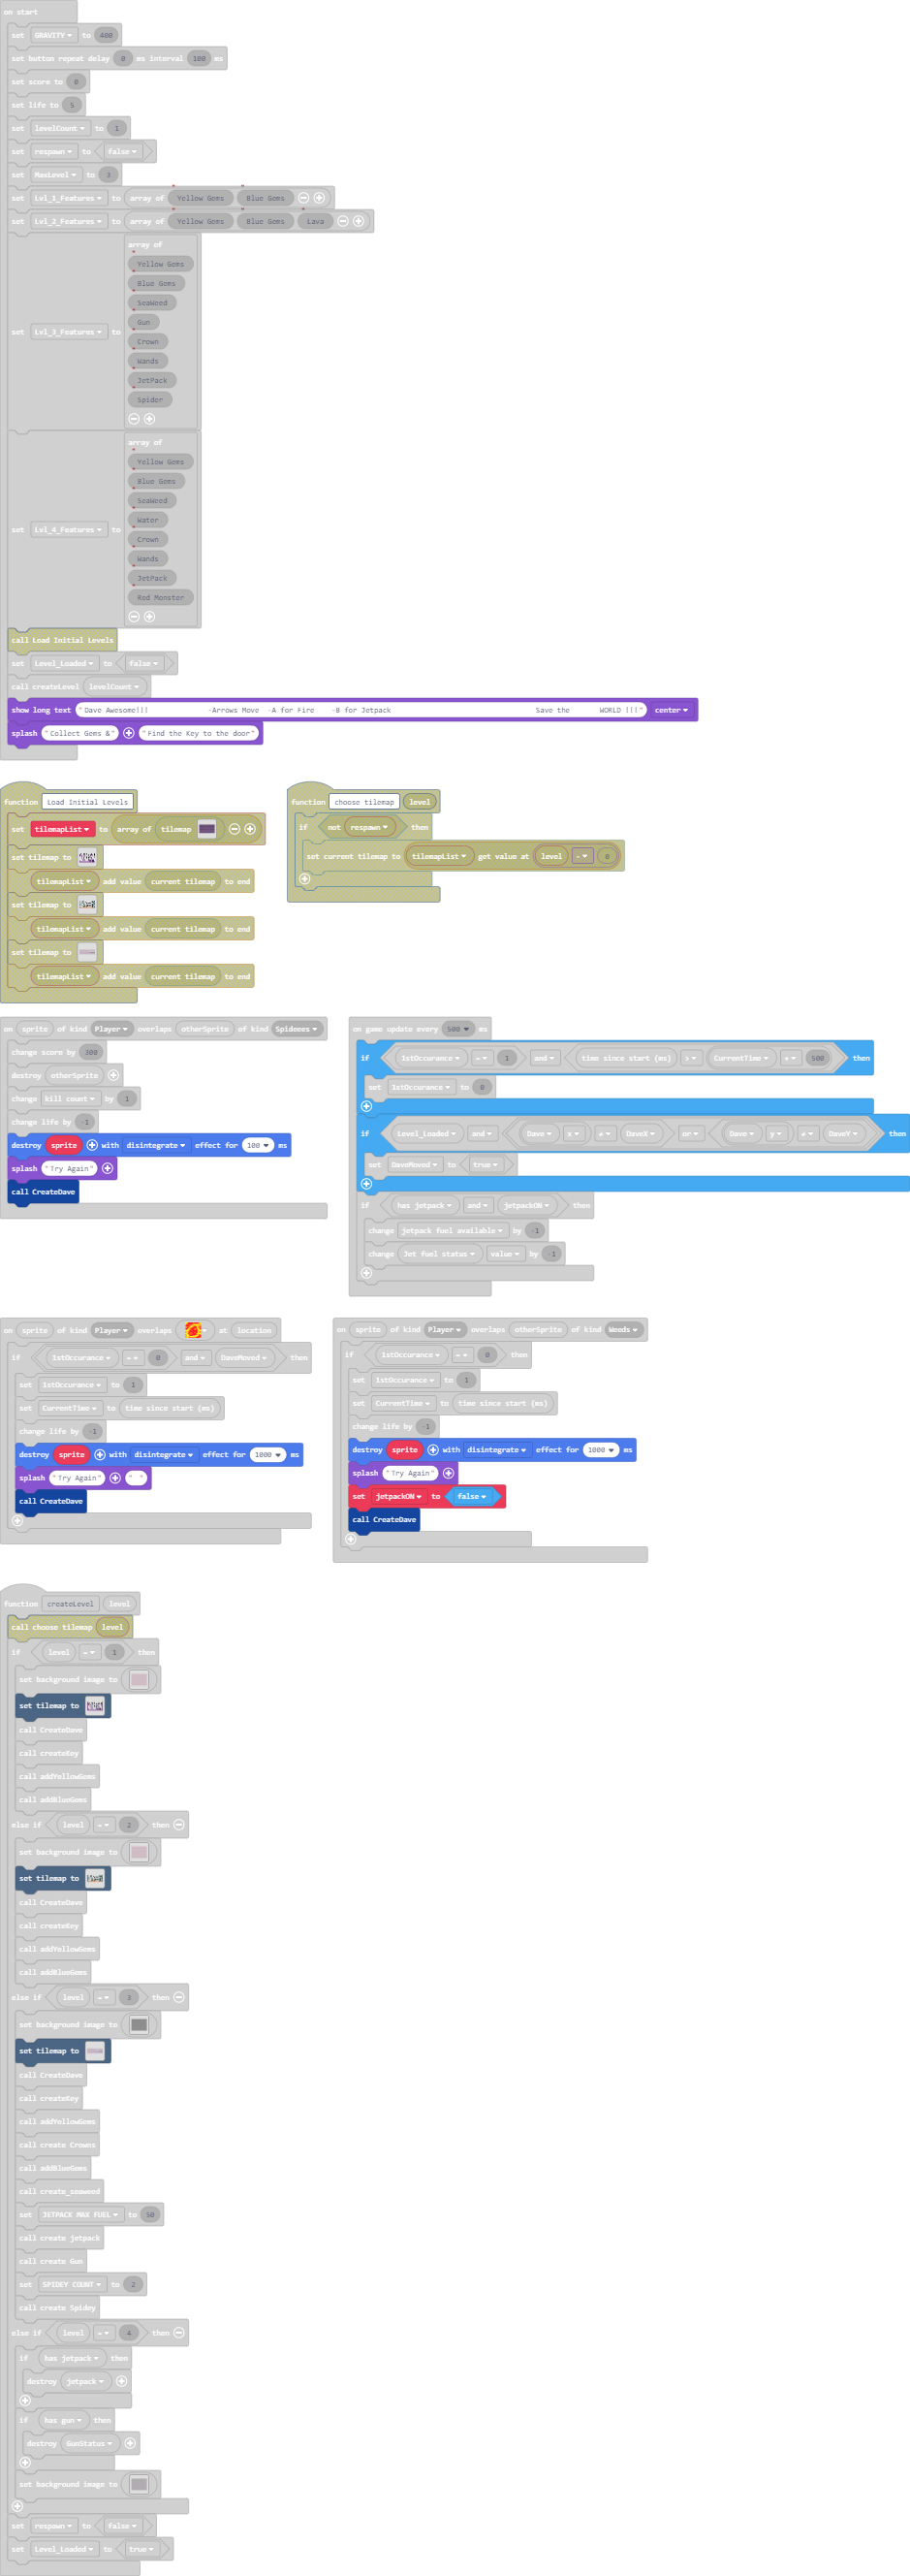 on start
set GRAVITY to 400
set button repeat delay 0 ms interval 100 ms
set score to 0
set life to 5
set levelCount to 1
set respawn to false
set MaxLevel to 3
set Lvl_1_Features to array of Yellow Gems Blue Gems
set Lvl_2_Features to array of Yellow Gems Blue Gems Lava
set Lvl_3_Features to array of
Yellow Gems
Blue Gems
SeaWeed
Gun
Crown
Wands
JetPack
Spider
set Lvl_4_Features to array of
Yellow Gems
Blue Gems
SeaWeed
Water
Crown
Wands
JetPack
Red Monster
call Load Initial Levels
set Level_Loaded to false
call createLevel levelCount
show long text "Dave Awesome!!! -Arrows Move -A for Fire -B for Jetpack Save the WORLD !!!" center
splash "Collect Gems &" "Find the Key to the door"
function Load Initial Levels
set tilemapList to array of tilemap
set tilemap to
tilemapList add value current tilemap to end
set tilemap to
tilemapList add value current tilemap to end
set tilemap to
tilemapList add value current tilemap to end
function choose tilemap level
if not respawn then
set current tilemap to tilemapList get value at level - 0
on sprite of kind Player overlaps otherSprite of kind Spideees
change score by 300
destroy otherSprite
change kill count by 1
change life by -1
destroy sprite with disintegrate effect for 100 ms
splash "Try Again"
call CreateDave
on game update every 500 ms
if 1stOccurance = 1 and time since start (ms) > CurrentTime + 500 then
set 1stOccurance to 0
if Level_Loaded and Dave x ≠ DaveX or Dave y ≠ DaveY then
set DaveMoved to true
if has jetpack and jetpackON then
change jetpack fuel available by -1
change Jet fuel status value by -1
on sprite of kind Player overlaps at location
if 1stOccurance = 0 and DaveMoved then
set 1stOccurance to 1
set CurrentTime to time since start (ms)
change life by -1
destroy sprite with disintegrate effect for 1000 ms
splash "Try Again" " "
call CreateDave
on sprite of kind Player overlaps otherSprite of kind Weeds
if 1stOccurance = 0 then
set 1stOccurance to 1
set CurrentTime to time since start (ms)
change life by -1
destroy sprite with disintegrate effect for 1000 ms
splash "Try Again"
set jetpackON to false
call CreateDave
function createLevel level
call choose tilemap level
if level = 1 then
set background image to
set tilemap to
call CreateDave
call createKey
call addYellowGems
call addBlueGems
else if level = 2 then
set background image to
set tilemap to
call CreateDave
call createKey
call addYellowGems
call addBlueGems
else if level = 3 then
set background image to
set tilemap to
call CreateDave
call createKey
call addYellowGems
call create Crowns
call addBlueGems
call create_seaweed
set JETPACK MAX FUEL to 50
call create jetpack
call create Gun
set SPIDEY COUNT to 2
call create Spidey
else if level = 4 then
if has jetpack then
destroy jetpack
if has gun then
destroy GunStatus
set background image to
set respawn to false
set Level_Loaded to true